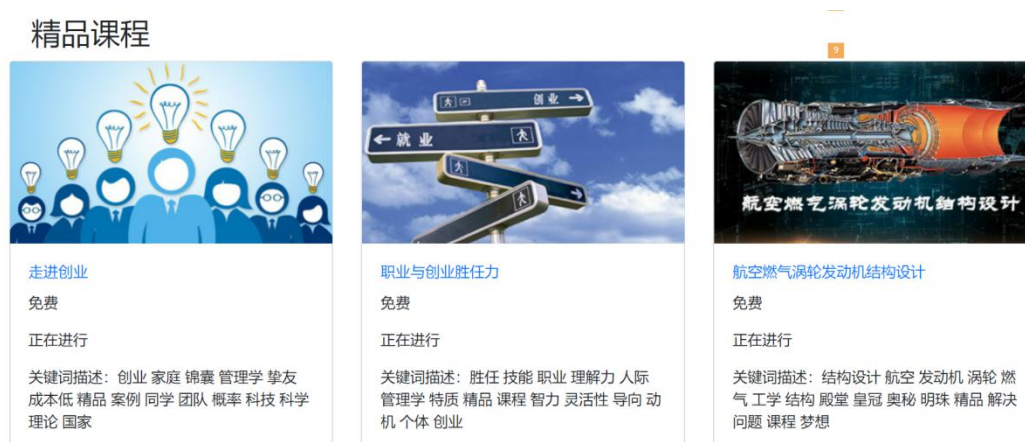 精品课程
9
创业
就业
航空燃气涡轮发动机结构设计
走进创业
免费
正在进行
关键词描述：创业 家庭 锦囊 管理学 挚友
成本低 精品 案例 同学 团队 概率 科技 科学
理论 国家
职业与创业胜任力
免费
正在进行
关键词描述：胜任 技能 职业 理解力 人际
管理学 特质 精品 课程 智力 灵活性 导向 动
机 个体 创业
航空燃气涡轮发动机结构设计
免费
正在进行
关键词描述：结构设计 航空 发动机 涡轮 燃
气 工学 结构 殿堂 皇冠 奥秘 明珠 精品 解决
问题 课程 梦想